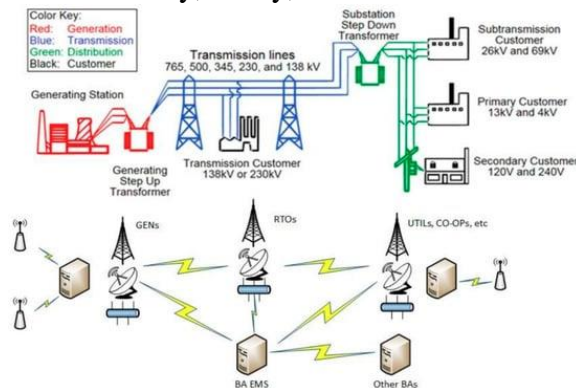 Color Key:
Red: Generation
Blue: Transmission
Green: Distribution
Black: Customer
Substation
Step Down
Transformer
Subtransmission
Customer
26kV and 69kV
Transmission lines
765, 500, 345, 230, and 138 kV
Generating Station
Primary Customer
13kV and 4kV
Generating
Step Up
Transformer
Transmission Customer
138kV or 230kV
Secondary Customer
120V and 240V
GENs
RTOs
UTILs, CO-OPs, etc
BA EMS
Other BAs